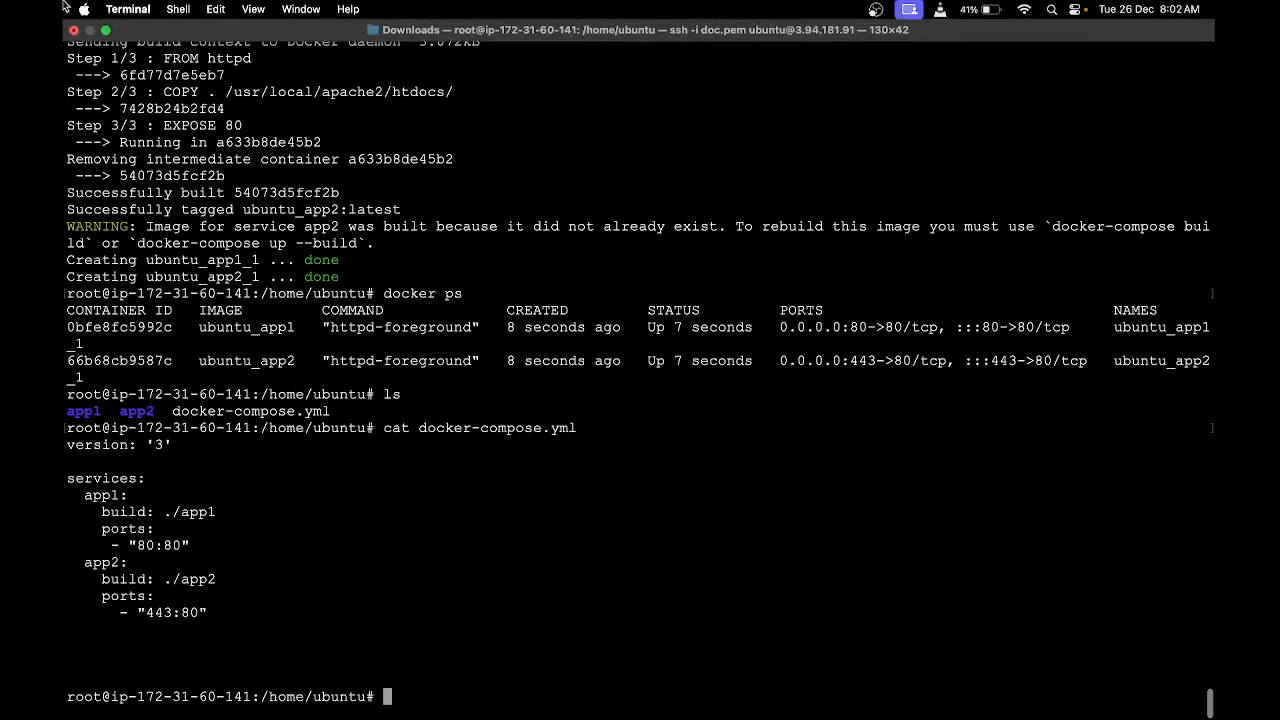 Terminal Shell Edit View Window Help 41% Tue 26 Dec 8:02 AM
Downloads — root@ip-172-31-60-141: /home/ubuntu — ssh -i doc.pem ubuntu@3.94.181.91 — 130×42
Sending build context to Docker daemon  3.072kB
Step 1/3 : FROM httpd
 ---> 6fd77d7e5eb7
Step 2/3 : COPY . /usr/local/apache2/htdocs/
 ---> 7428b24b2fd4
Step 3/3 : EXPOSE 80
 ---> Running in a633b8de45b2
Removing intermediate container a633b8de45b2
 ---> 54073d5fcf2b
Successfully built 54073d5fcf2b
Successfully tagged ubuntu_app2:latest
WARNING: Image for service app2 was built because it did not already exist. To rebuild this image you must use `docker-compose bui
ld` or `docker-compose up --build`.
Creating ubuntu_app1_1 ... done
Creating ubuntu_app2_1 ... done
[root@ip-172-31-60-141:/home/ubuntu# docker ps ]
CONTAINER ID   IMAGE         COMMAND              CREATED         STATUS         PORTS                                NAMES
0bfe8fc5992c   ubuntu_app1   "httpd-foreground"   8 seconds ago   Up 7 seconds   0.0.0.0:80->80/tcp, :::80->80/tcp     ubuntu_app1
_1
66b68cb9587c   ubuntu_app2   "httpd-foreground"   8 seconds ago   Up 7 seconds   0.0.0.0:443->80/tcp, :::443->80/tcp   ubuntu_app2
_1
root@ip-172-31-60-141:/home/ubuntu# ls
app1  app2  docker-compose.yml
[root@ip-172-31-60-141:/home/ubuntu# cat docker-compose.yml ]
version: '3'
services:
  app1:
    build: ./app1
    ports:
     - "80:80"
  app2:
    build: ./app2
    ports:
      - "443:80"
root@ip-172-31-60-141:/home/ubuntu#